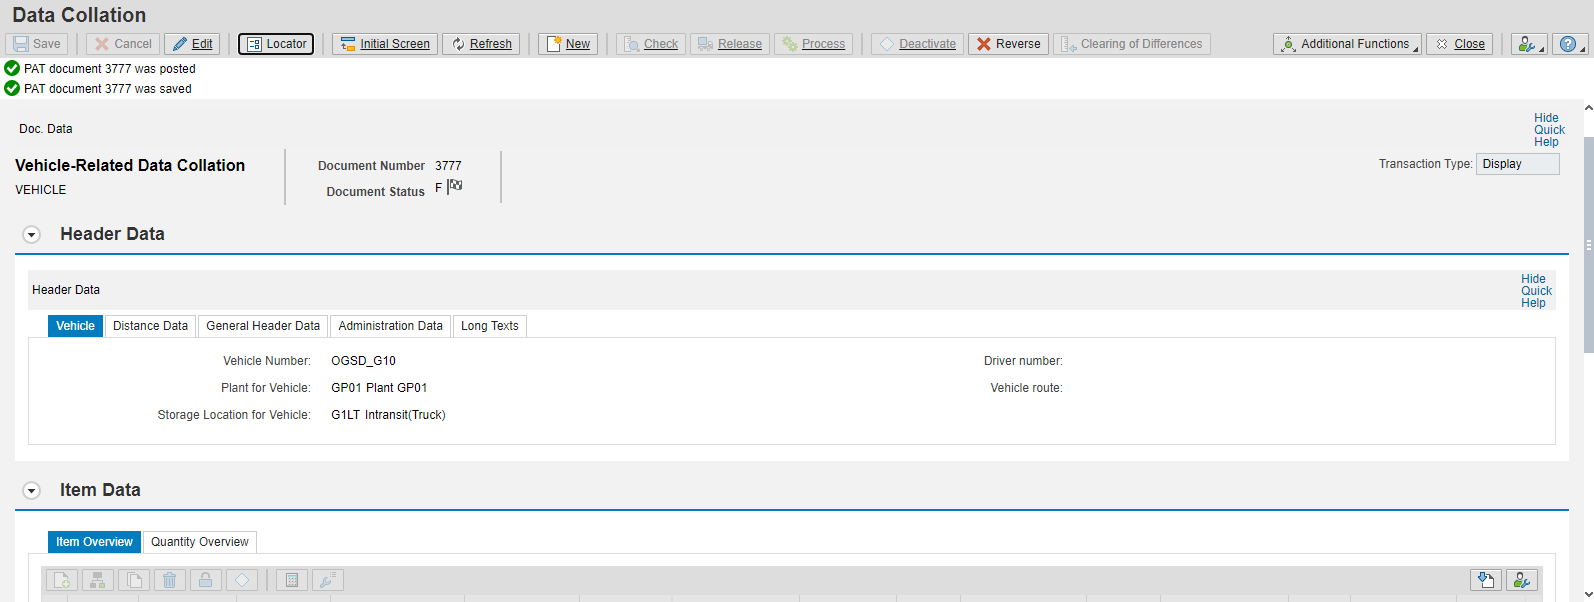 Data Collation
Save Cancel Edit Locator Initial Screen Refresh New Check Release Process Deactivate Reverse Clearing of Differences Additional Functions Close
PAT document 3777 was posted
PAT document 3777 was saved
Doc. Data
Hide Quick Help
Vehicle-Related Data Collation
VEHICLE
Document Number 3777
Document Status F
Transaction Type: Display
Header Data
Header Data
Hide Quick Help
Vehicle Distance Data General Header Data Administration Data Long Texts
Vehicle Number: OGSD_G10
Driver number:
Plant for Vehicle: GP01 Plant GP01
Vehicle route:
Storage Location for Vehicle: G1LT Intransit(Truck)
Item Data
Item Overview Quantity Overview